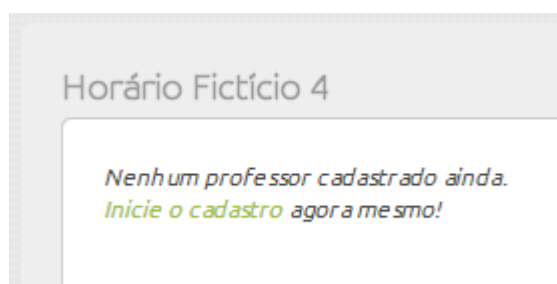 Horário Fictício 4
Nenhum professor cadastrado ainda.
Inicie o cadastro agora mesmo!